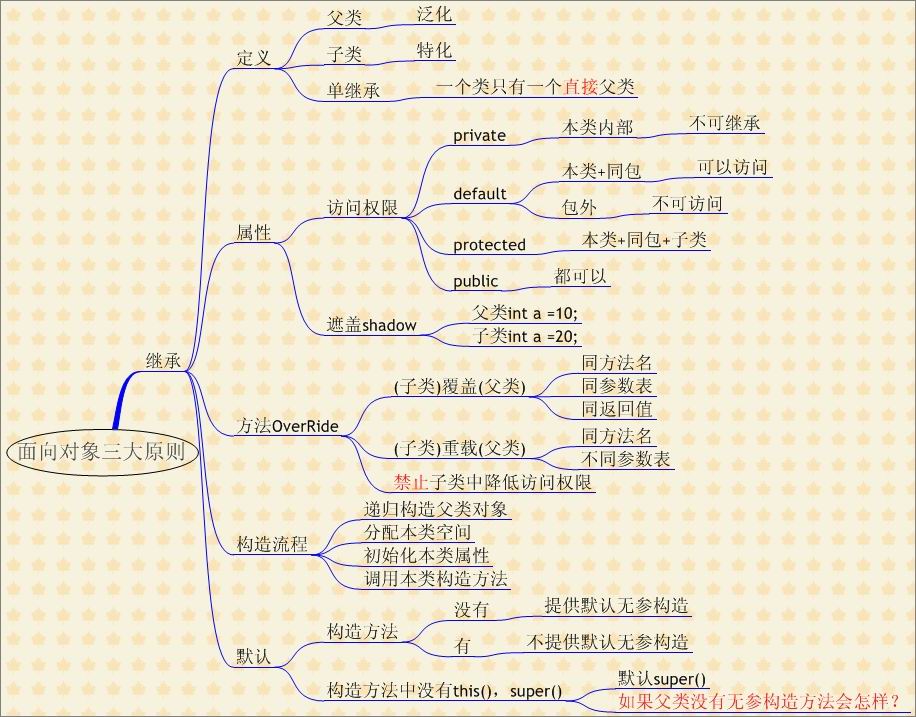 面向对象三大原则
继承
定义
父类
泛化
子类
特化
单继承
一个类只有一个直接父类
属性
访问权限
private
本类内部
不可继承
default
本类+同包
可以访问
包外
不可访问
protected
本类+同包+子类
public
都可以
遮盖shadow
父类int a =10;
子类int a =20;
方法OverRide
(子类)覆盖(父类)
同方法名
同参数表
同返回值
(子类)重载(父类)
同方法名
不同参数表
禁止子类中降低访问权限
构造流程
递归构造父类对象
分配本类空间
初始化本类属性
调用本类构造方法
默认
构造方法
没有
提供默认无参构造
有
不提供默认无参构造
构造方法中没有this()，super()
默认super()
如果父类没有无参构造方法会怎样？